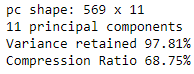 pc shape: 569 x 11
11 principal components
Variance retained 97.81%
Compression Ratio 68.75%